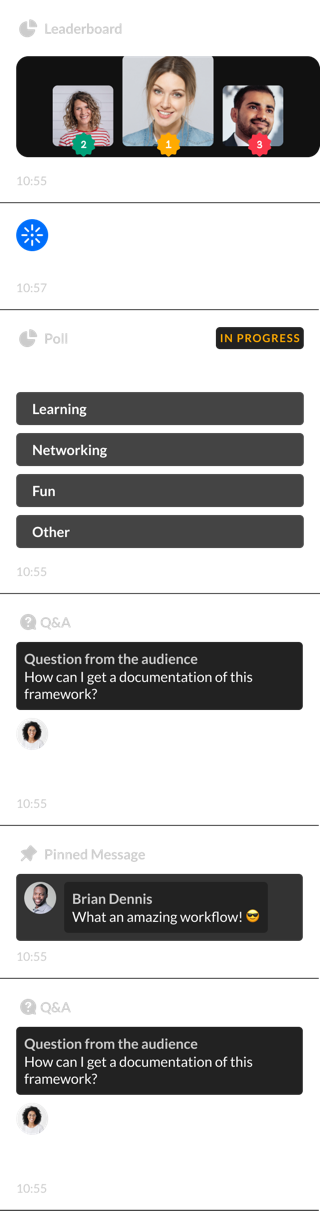 Leaderboard
2
1
3
10:55
10:57
Poll
IN PROGRESS
Learning
Networking
Fun
Other
10:55
Q&A
Question from the audience
How can I get a documentation of this
framework?
10:55
Pinned Message
Brian Dennis
What an amazing workflow! 😎
10:55
Q&A
Question from the audience
How can I get a documentation of this
framework?
10:55